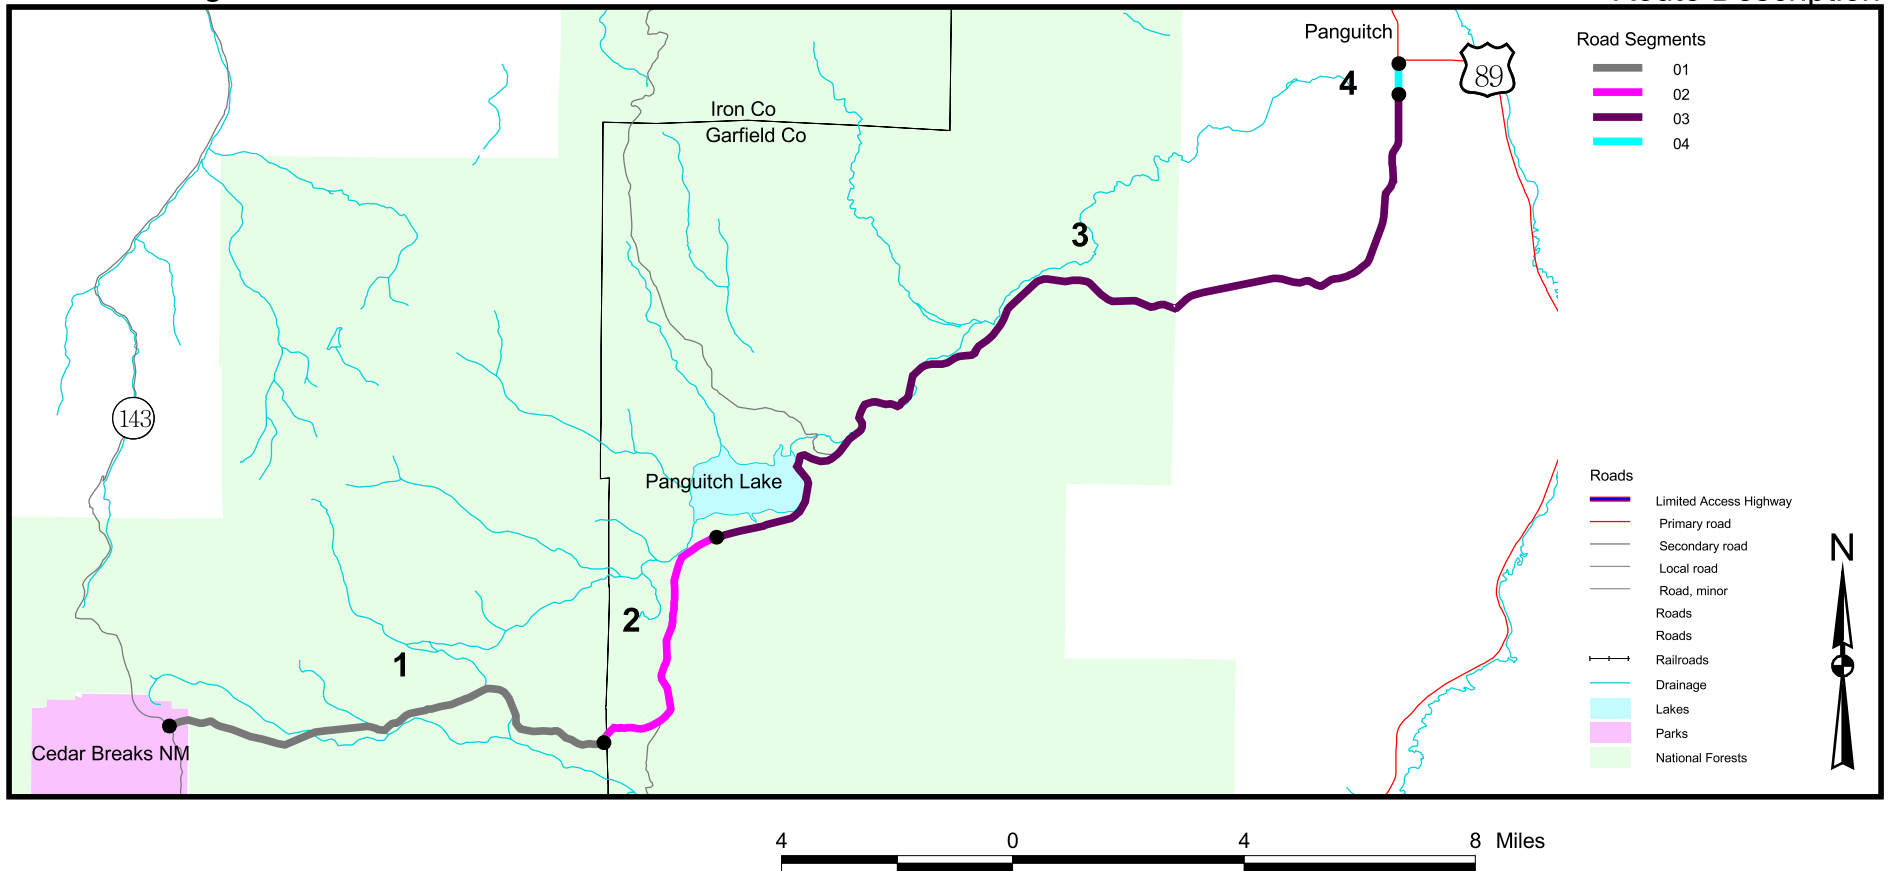 Panguitch
Road Segments
89
01
4
02
Iron Co
03
Garfield Co
04
3
143
Roads
Panguitch Lake
Limited Access Highway
Primary road
Secondary road
N
Local road
Road, minor
2
Roads
Roads
1
Railroads
Drainage
Lakes
Cedar Breaks NM
Parks
National Forests
4 0 4 8 Miles